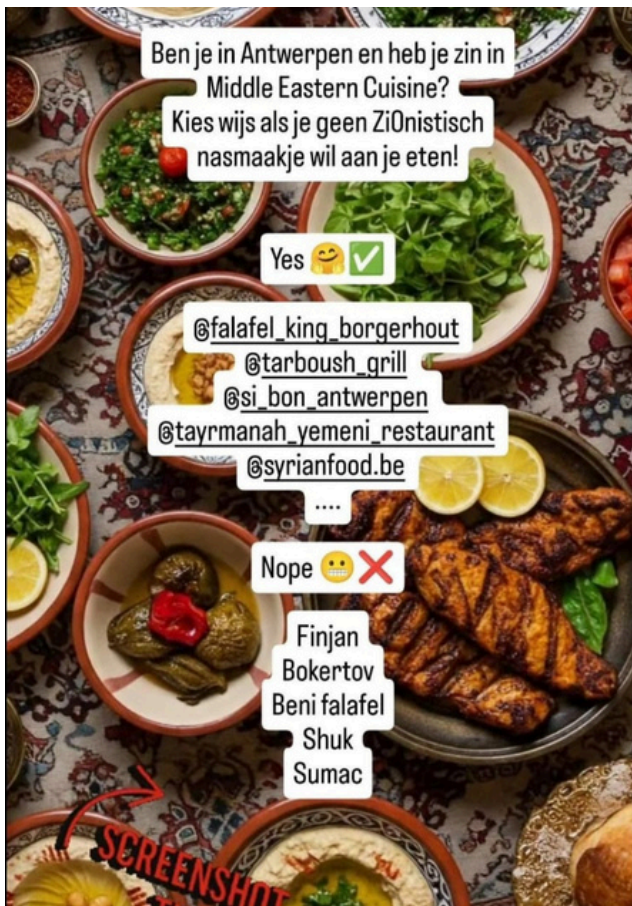 Ben je in Antwerpen en heb je zin in
Middle Eastern Cuisine?
Kies wijs als je geen Zi0nistisch
nasmaakje wil aan je eten!
Yes 🤗✅
@falafel_king_borgerhout
@tarboush_grill
@si_bon_antwerpen
@tayrmanah_yemeni_restaurant
@syrianfood.be
....
Nope 😬❌
Finjan
Bokertov
Beni falafel
Shuk
Sumac
SCREENSHOT